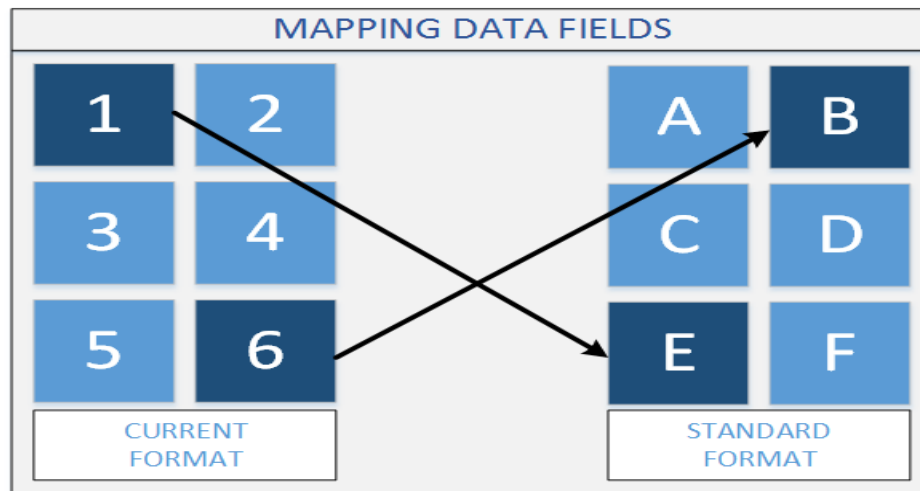 MAPPING DATA FIELDS
1 2
A B
3 4
C D
5 6
E F
CURRENT
FORMAT
STANDARD
FORMAT